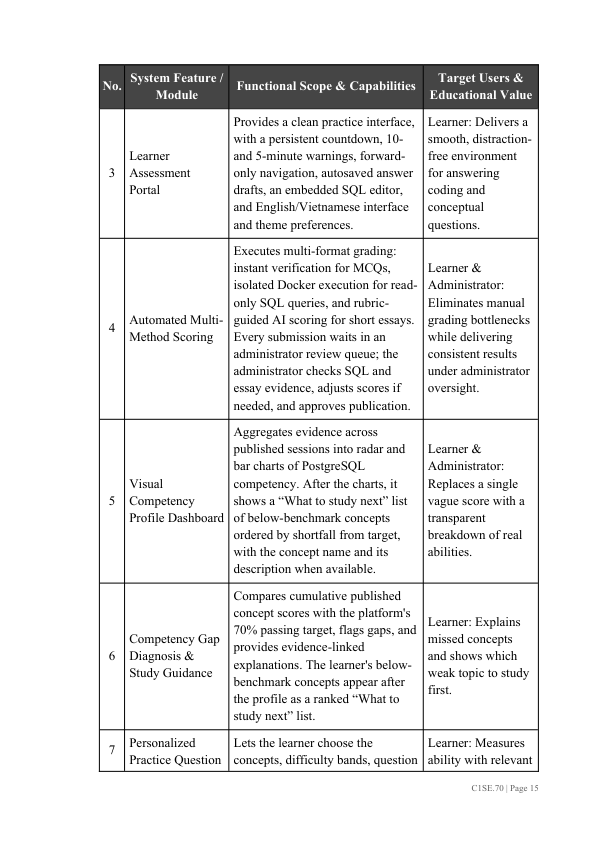 No.
System Feature /
Module
Functional Scope & Capabilities
Target Users &
Educational Value
3
Learner
Assessment
Portal
Provides a clean practice interface,
with a persistent countdown, 10-
and 5-minute warnings, forward-
only navigation, autosaved answer
drafts, an embedded SQL editor,
and English/Vietnamese interface
and theme preferences.
Learner: Delivers a
smooth, distraction-
free environment
for answering
coding and
conceptual
questions.
4
Automated Multi-
Method Scoring
Executes multi-format grading:
instant verification for MCQs,
isolated Docker execution for read-
only SQL queries, and rubric-
guided AI scoring for short essays.
Every submission waits in an
administrator review queue; the
administrator checks SQL and
essay evidence, adjusts scores if
needed, and approves publication.
Learner &
Administrator:
Eliminates manual
grading bottlenecks
while delivering
consistent results
under administrator
oversight.
5
Visual
Competency
Profile Dashboard
Aggregates evidence across
published sessions into radar and
bar charts of PostgreSQL
competency. After the charts, it
shows a “What to study next” list
of below-benchmark concepts
ordered by shortfall from target,
with the concept name and its
description when available.
Learner &
Administrator:
Replaces a single
vague score with a
transparent
breakdown of real
abilities.
6
Competency Gap
Diagnosis &
Study Guidance
Compares cumulative published
concept scores with the platform's
70% passing target, flags gaps, and
provides evidence-linked
explanations. The learner's below-
benchmark concepts appear after
the profile as a ranked “What to
study next” list.
Learner: Explains
missed concepts
and shows which
weak topic to study
first.
7
Personalized
Practice Question
Lets the learner choose the
concepts, difficulty bands, question
Learner: Measures
ability with relevant
C1SE.70 | Page 15